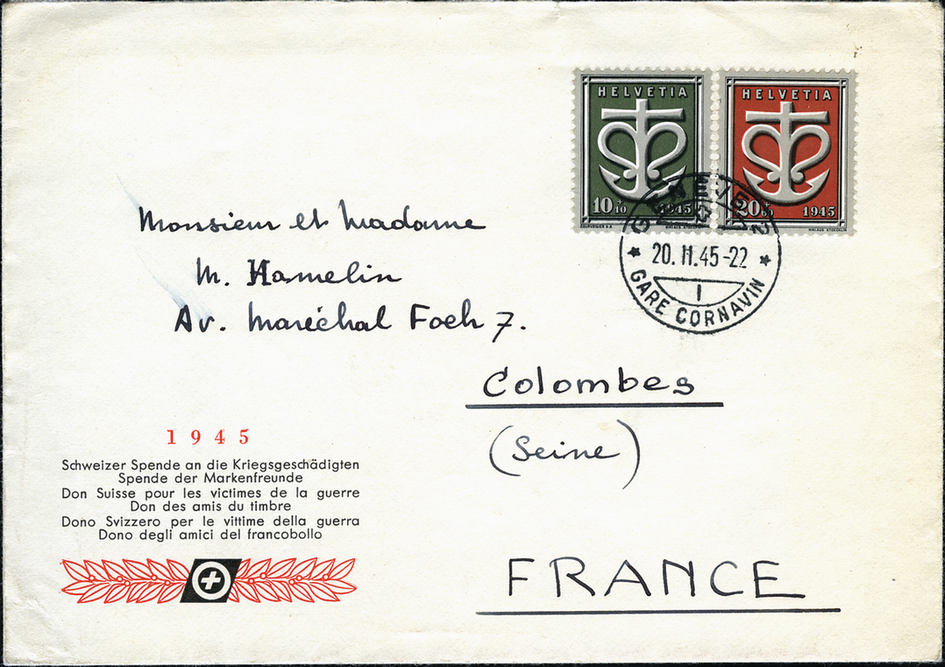 HELVETIA
10+10 1945
HELVETIA
20+ 1945
20. II. 45-22
1
GARE CORNAVIN
Monsieur et Madame
M. Hamelin
Av. Maréchal Foch 7.
Colombes
(Seine)
FRANCE
1945
Schweizer Spende an die Kriegsgeschädigten
Spende der Markenfreunde
Don Suisse pour les victimes de la guerre
Don des amis du timbre
Dono Svizzero per le vittime della guerra
Dono degli amici del francobollo